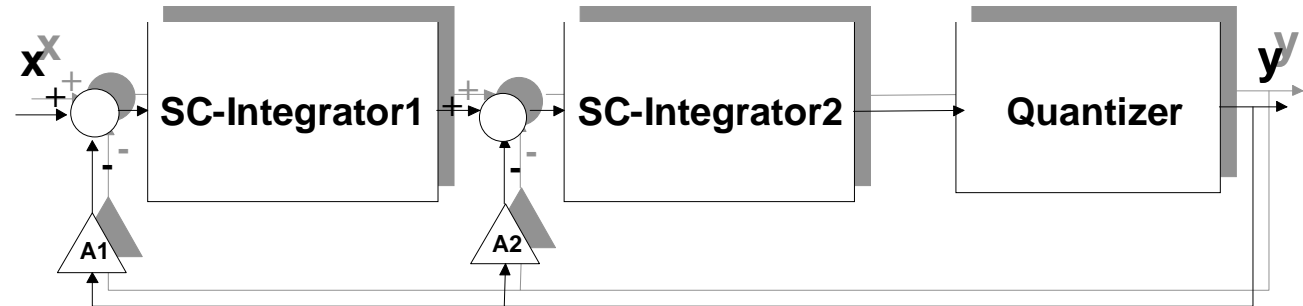 x
+
-
SC-Integrator1
+
-
SC-Integrator2
Quantizer
y
A1
A2